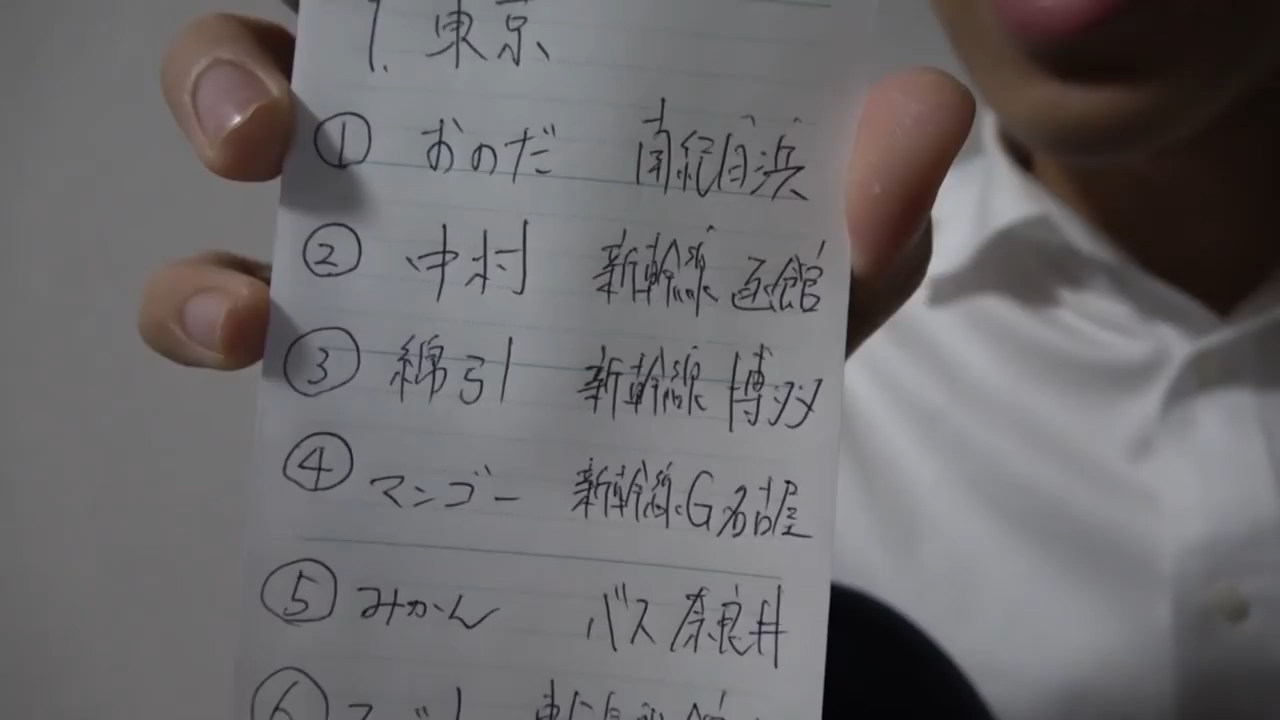 1. 東京
① おのだ 南紀白浜
② 中村 新幹線 函館
③ 綿引 新幹線 博多
④ マンゴー 新幹線G名古屋
⑤ みかん バス 奈良井
⑥